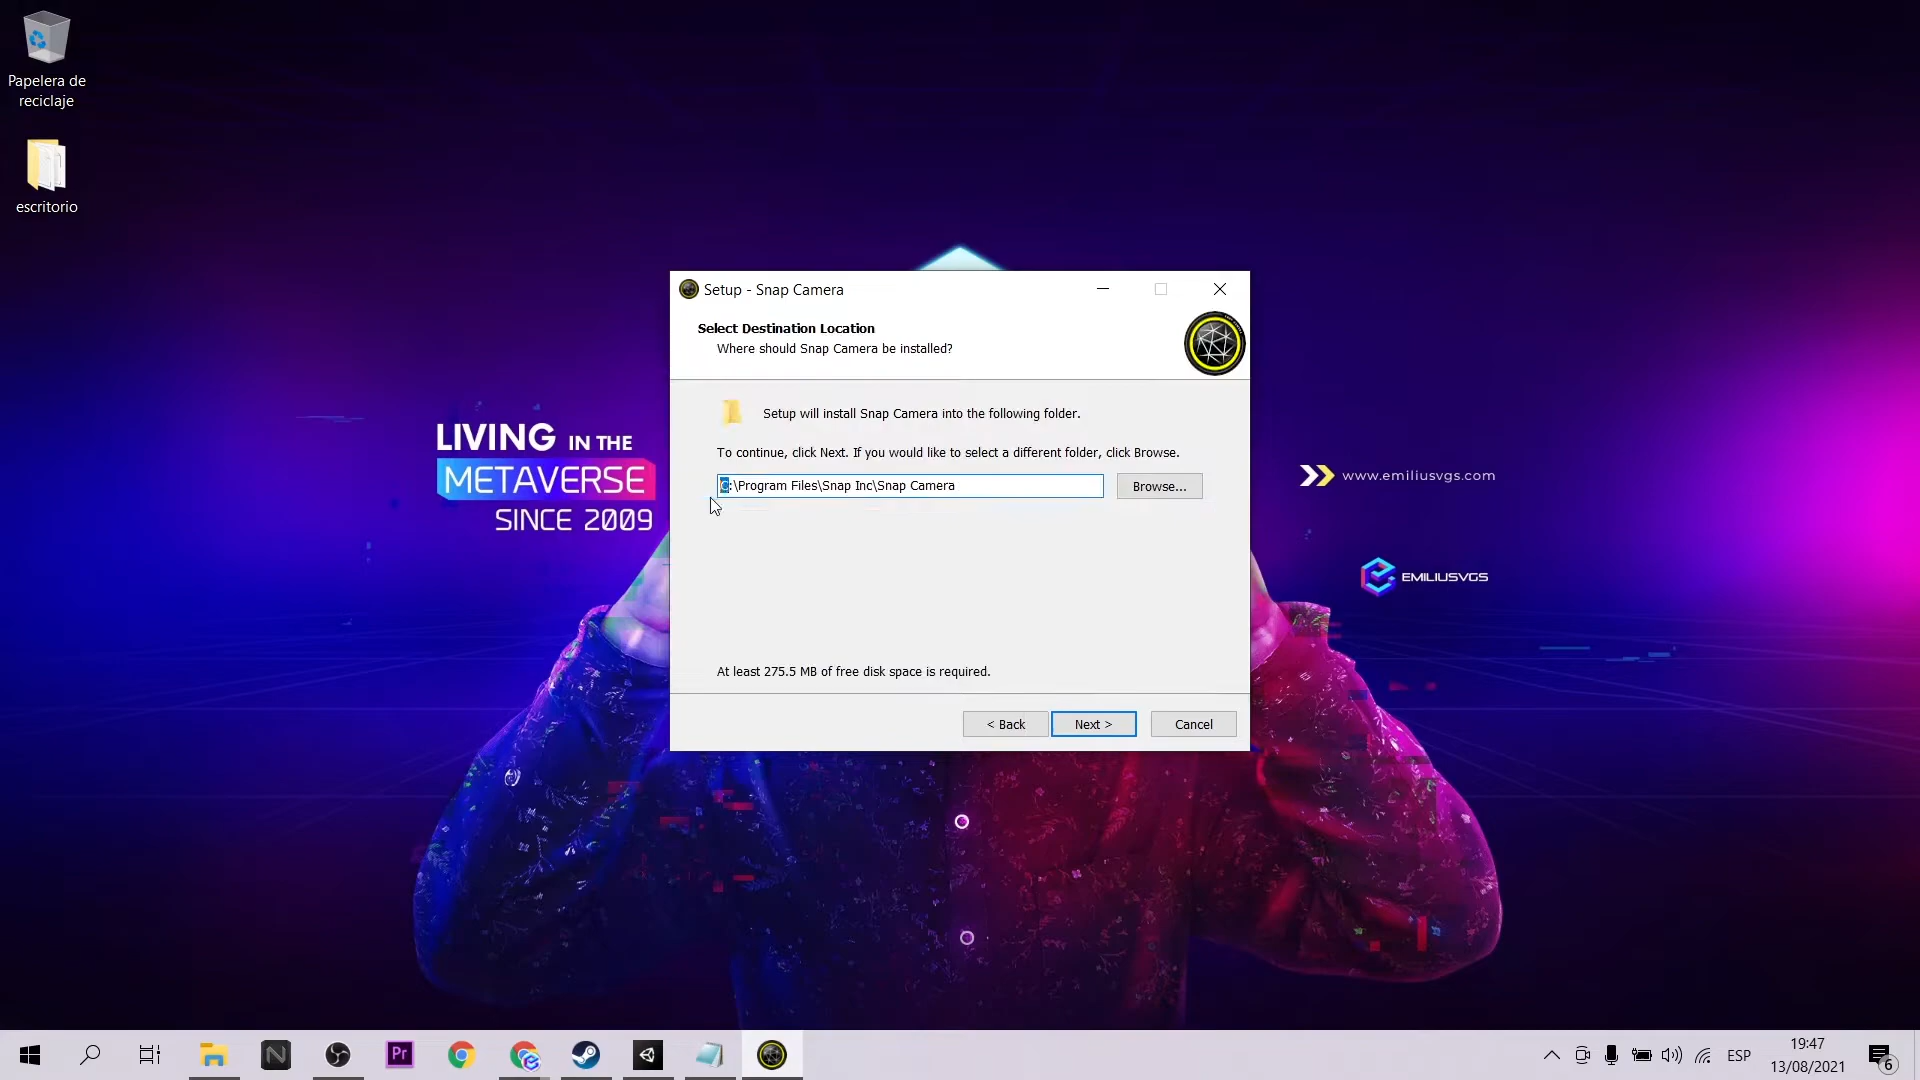 Papelera de
reciclaje
escritorio
Setup - Snap Camera
Select Destination Location
Where should Snap Camera be installed?
Setup will install Snap Camera into the following folder.
To continue, click Next. If you would like to select a different folder, click Browse.
C:\Program Files\Snap Inc\Snap Camera
Browse...
At least 275.5 MB of free disk space is required.
< Back
Next >
Cancel
LIVING IN THE
METAVERSE
SINCE 2009
www.emiliusvgs.com
EMILIUSVGS
N
Pr
ESP
19:47
13/08/2021
6